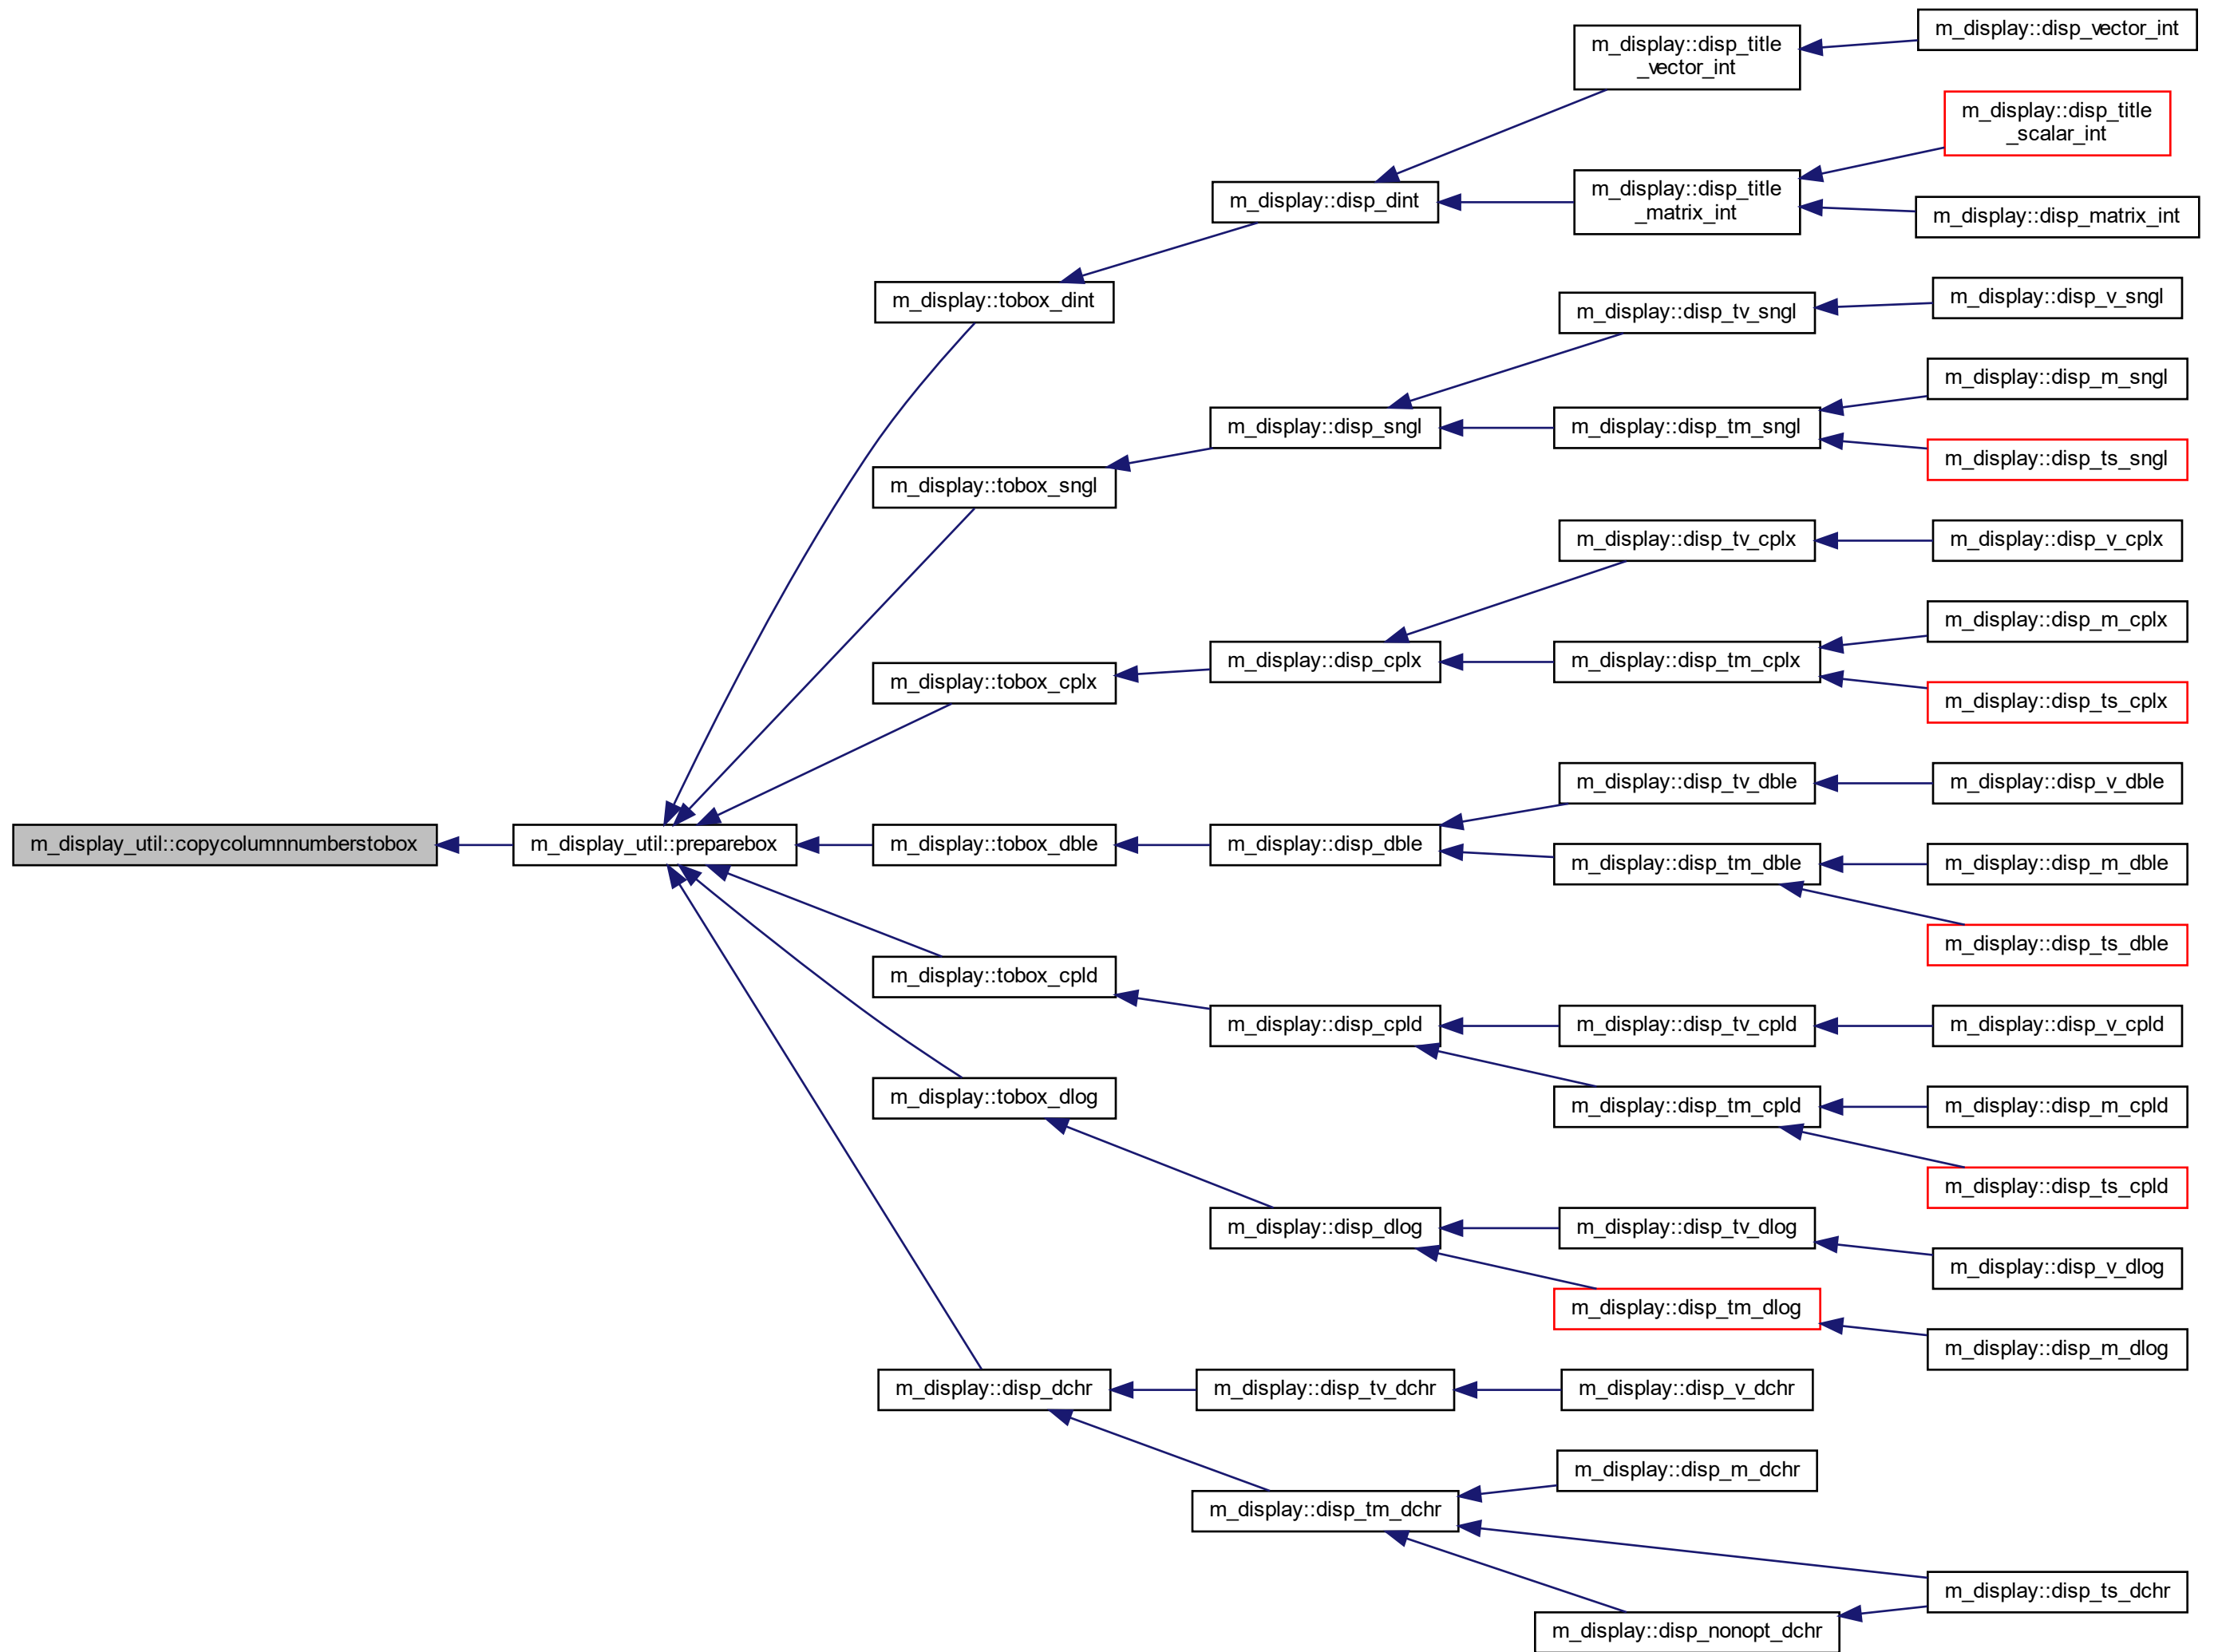 m_display_util::copycolumnnumberstobox
m_display_util::preparebox
m_display::tobox_dint
m_display::disp_dint
m_display::disp_title
_vector_int
m_display::disp_vector_int
m_display::disp_title
_matrix_int
m_display::disp_title
_scalar_int
m_display::disp_matrix_int
m_display::tobox_sngl
m_display::disp_sngl
m_display::disp_tv_sngl
m_display::disp_v_sngl
m_display::disp_tm_sngl
m_display::disp_m_sngl
m_display::disp_ts_sngl
m_display::tobox_cplx
m_display::disp_cplx
m_display::disp_tv_cplx
m_display::disp_v_cplx
m_display::disp_tm_cplx
m_display::disp_m_cplx
m_display::disp_ts_cplx
m_display::tobox_dble
m_display::disp_dble
m_display::disp_tv_dble
m_display::disp_v_dble
m_display::disp_tm_dble
m_display::disp_m_dble
m_display::disp_ts_dble
m_display::tobox_cpld
m_display::disp_cpld
m_display::disp_tv_cpld
m_display::disp_v_cpld
m_display::disp_tm_cpld
m_display::disp_m_cpld
m_display::disp_ts_cpld
m_display::tobox_dlog
m_display::disp_dlog
m_display::disp_tv_dlog
m_display::disp_v_dlog
m_display::disp_tm_dlog
m_display::disp_m_dlog
m_display::disp_dchr
m_display::disp_tv_dchr
m_display::disp_v_dchr
m_display::disp_tm_dchr
m_display::disp_m_dchr
m_display::disp_ts_dchr
m_display::disp_nonopt_dchr